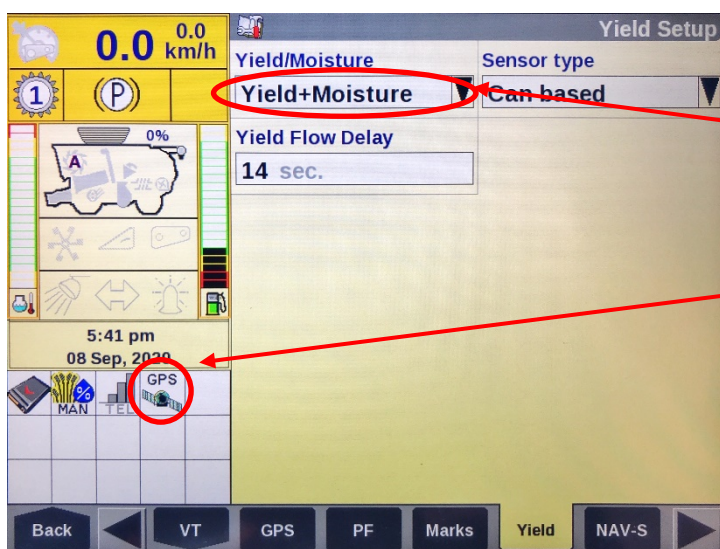 0.0
0.0
km/h
1
(P)
0%
A
5:41 pm
08 Sep, 2020
MAN
TEL
GPS
Yield Setup
Yield/Moisture
Sensor type
Yield+Moisture
Can based
Yield Flow Delay
14 sec.
Back
VT
GPS
PF
Marks
Yield
NAV-S